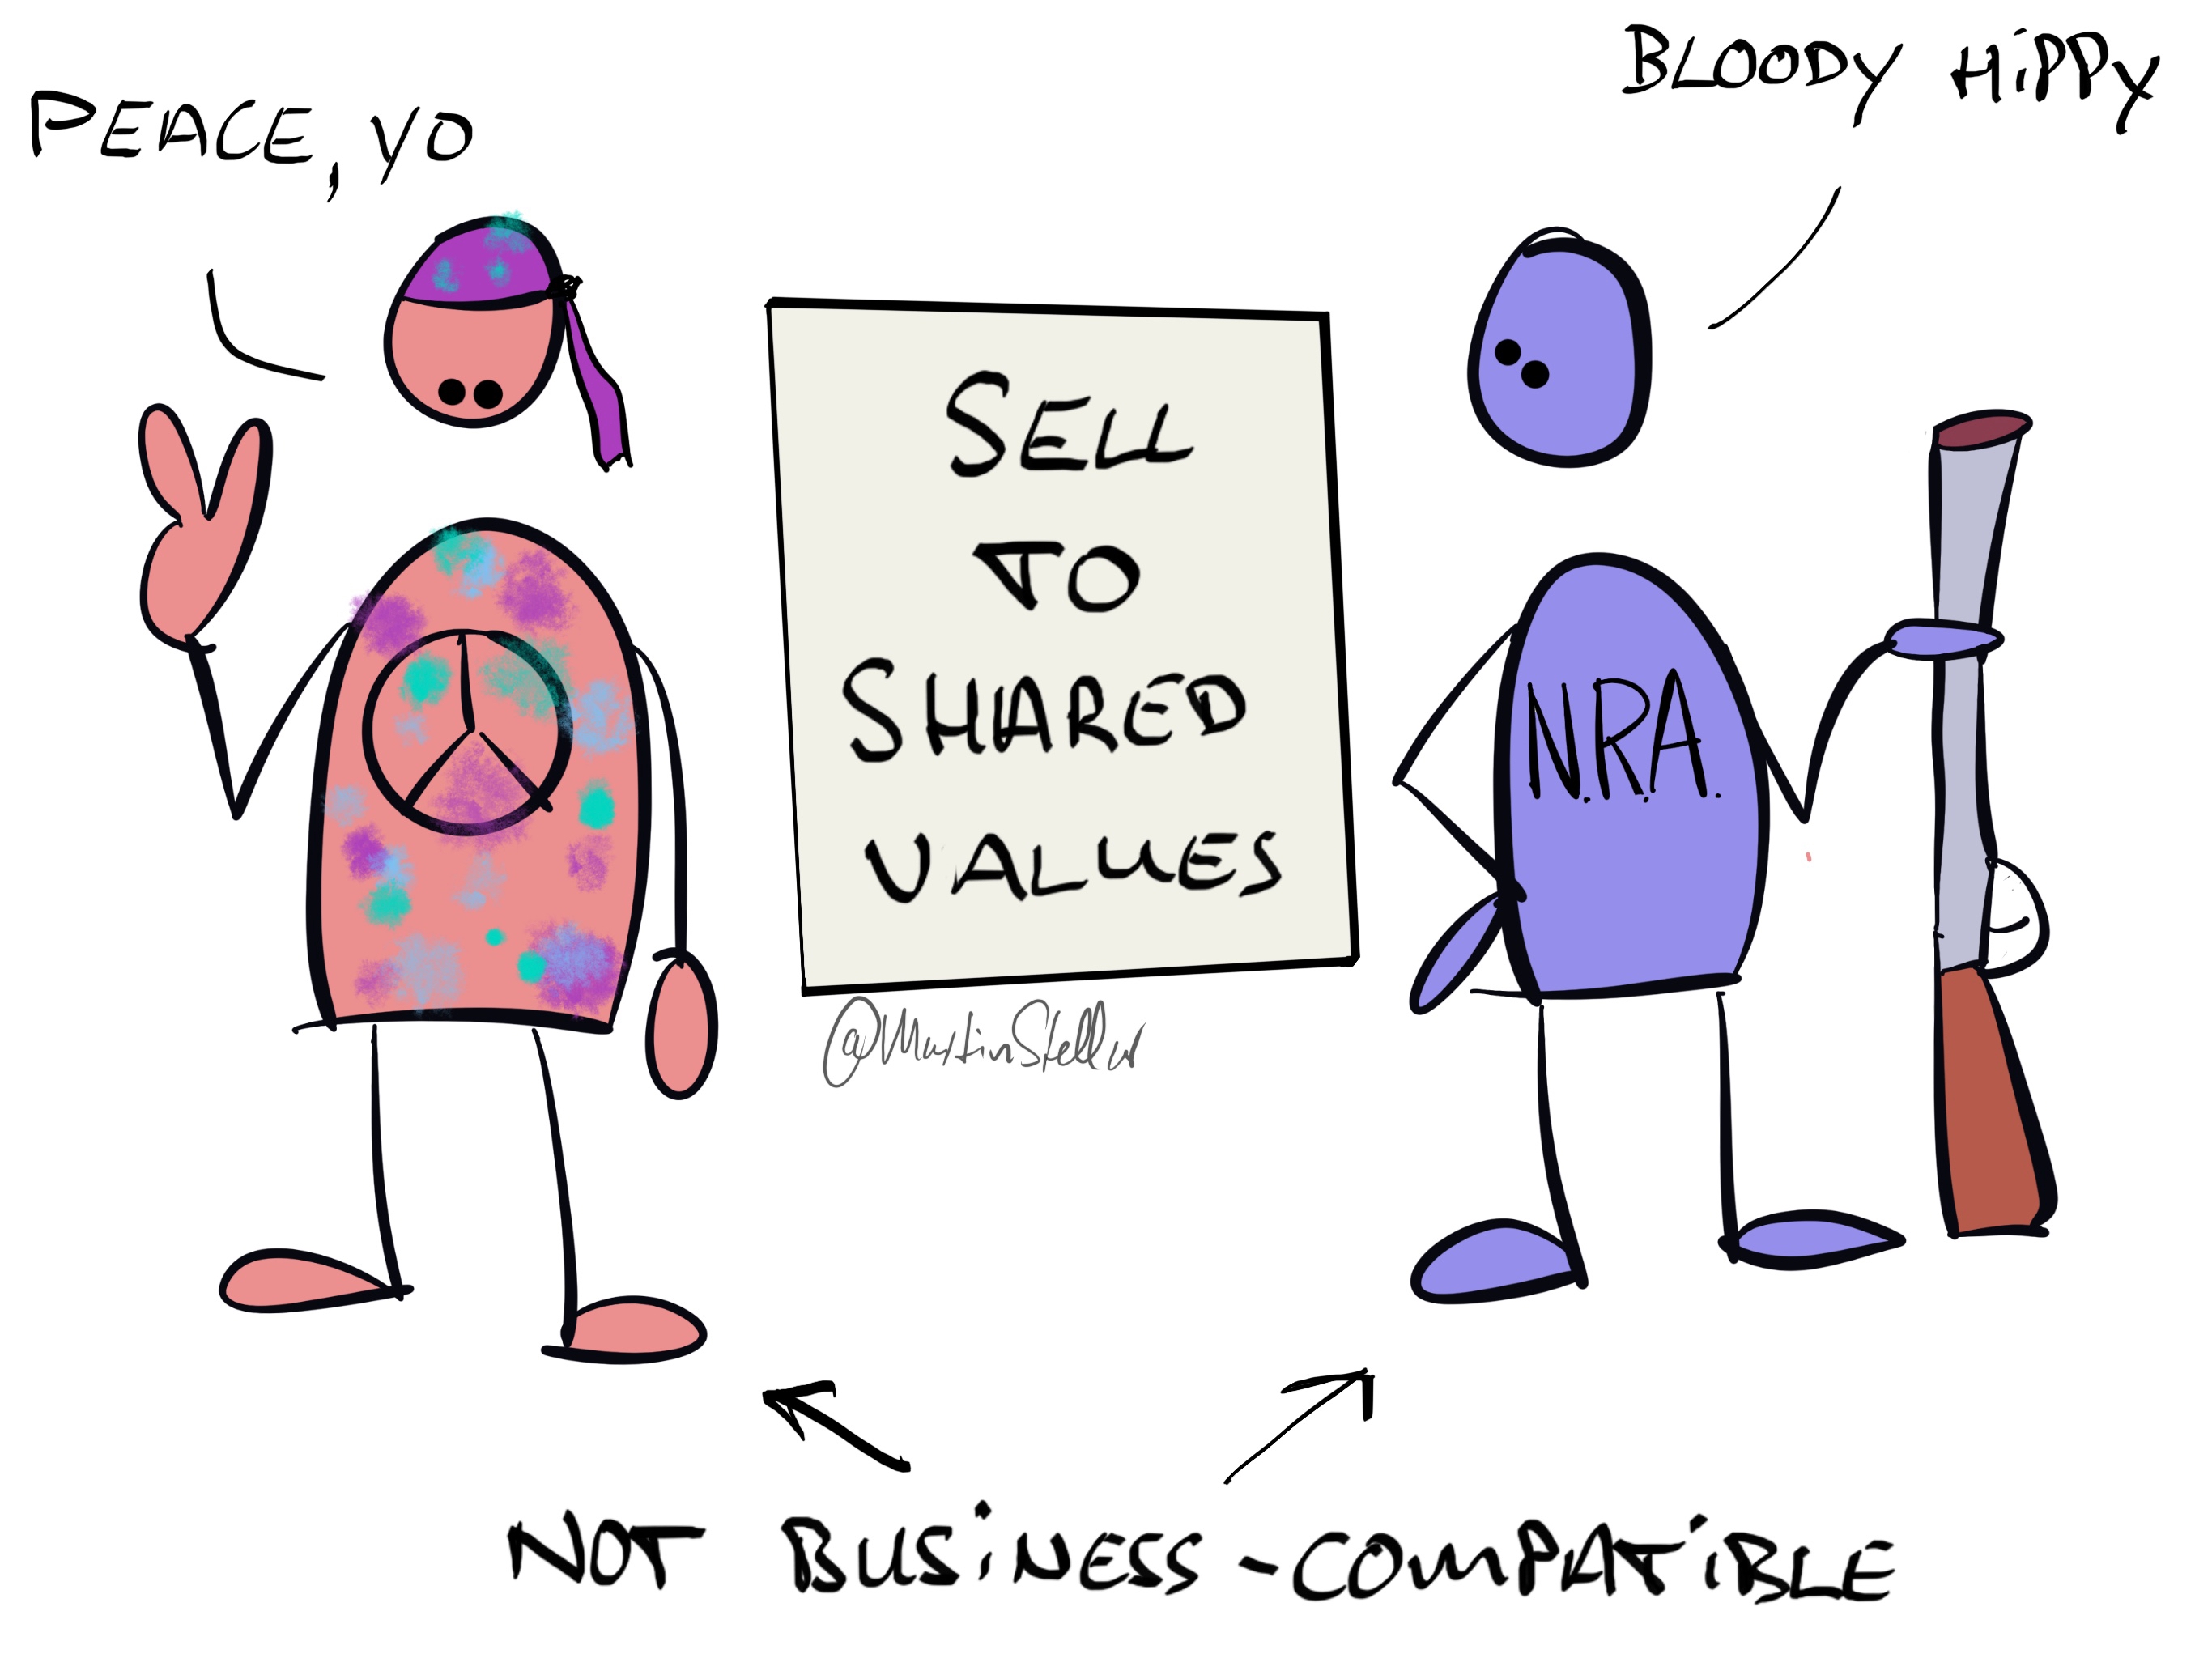 PEACE, YO
BLOODY HiPPY
SELL
TO
SHARED
VALUES
N.R.A.
@MartinStellar
NOT BUSiNESS-COMPATiBLE